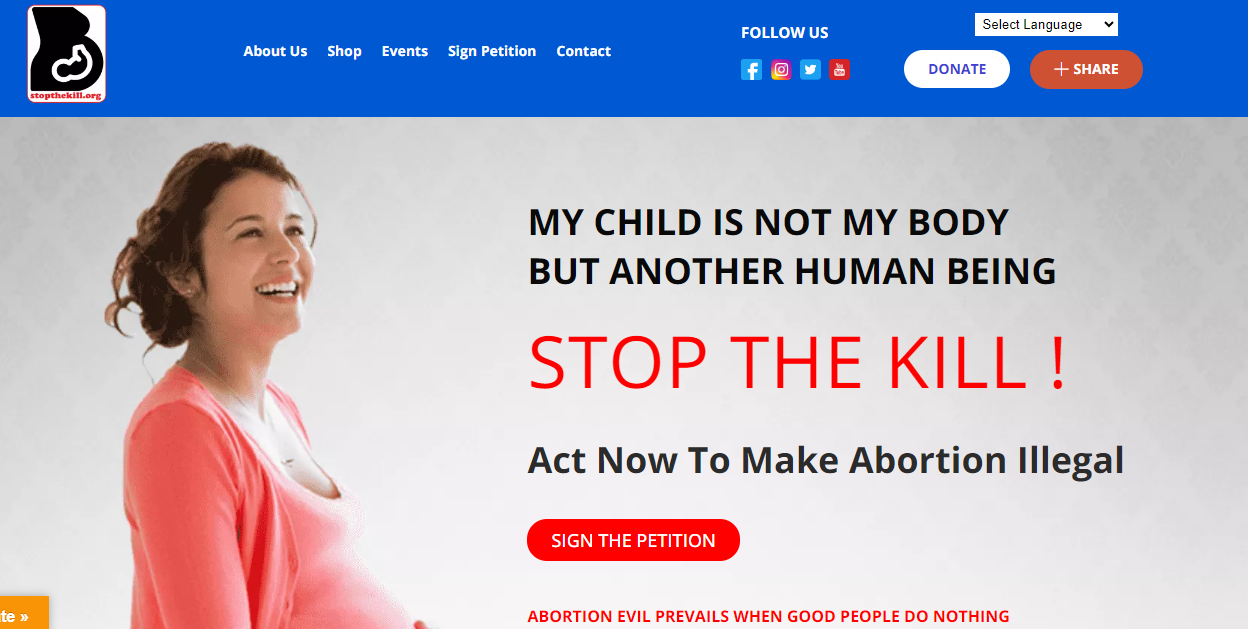 stopthekill.org
About Us
Shop
Events
Sign Petition
Contact
FOLLOW US
Select Language
DONATE
SHARE
MY CHILD IS NOT MY BODY
BUT ANOTHER HUMAN BEING
STOP THE KILL !
Act Now To Make Abortion Illegal
SIGN THE PETITION
ABORTION EVIL PREVAILS WHEN GOOD PEOPLE DO NOTHING